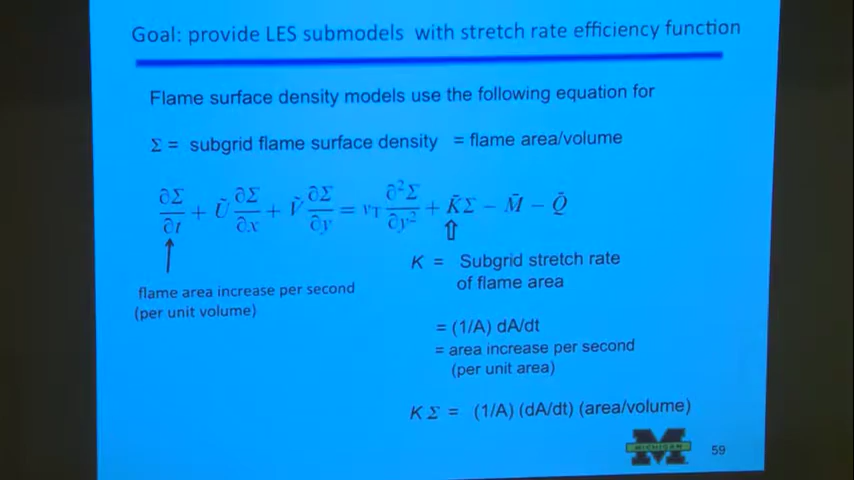 Goal: provide LES submodels with stretch rate efficiency function
Flame surface density models use the following equation for
Σ = subgrid flame surface density = flame area/volume
∂Σ/∂t + Ũ ∂Σ/∂x + Ṽ ∂Σ/∂y = νT ∂²Σ/∂y² + K̄Σ − M̄ − Q̄
K = Subgrid stretch rate
of flame area
flame area increase per second
(per unit volume)
= (1/A) dA/dt
= area increase per second
(per unit area)
K Σ = (1/A) (dA/dt) (area/volume)
M
MICHIGAN
59